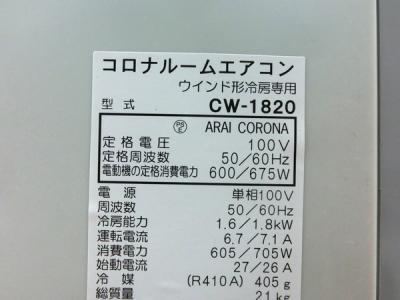 コロナルームエアコン
ウインド形冷房専用
型式 CW-1820
PS E ARAI CORONA
定格電圧 100V
定格周波数 50/60Hz
電動機の定格消費電力 600/675W
電源 単相100V
周波数 50/60Hz
冷房能力 1.6/1.8kW
運転電流 6.7/7.1A
消費電力 605/705W
始動電流 27/26A
冷媒 (R410A) 405g
総質量 21kg